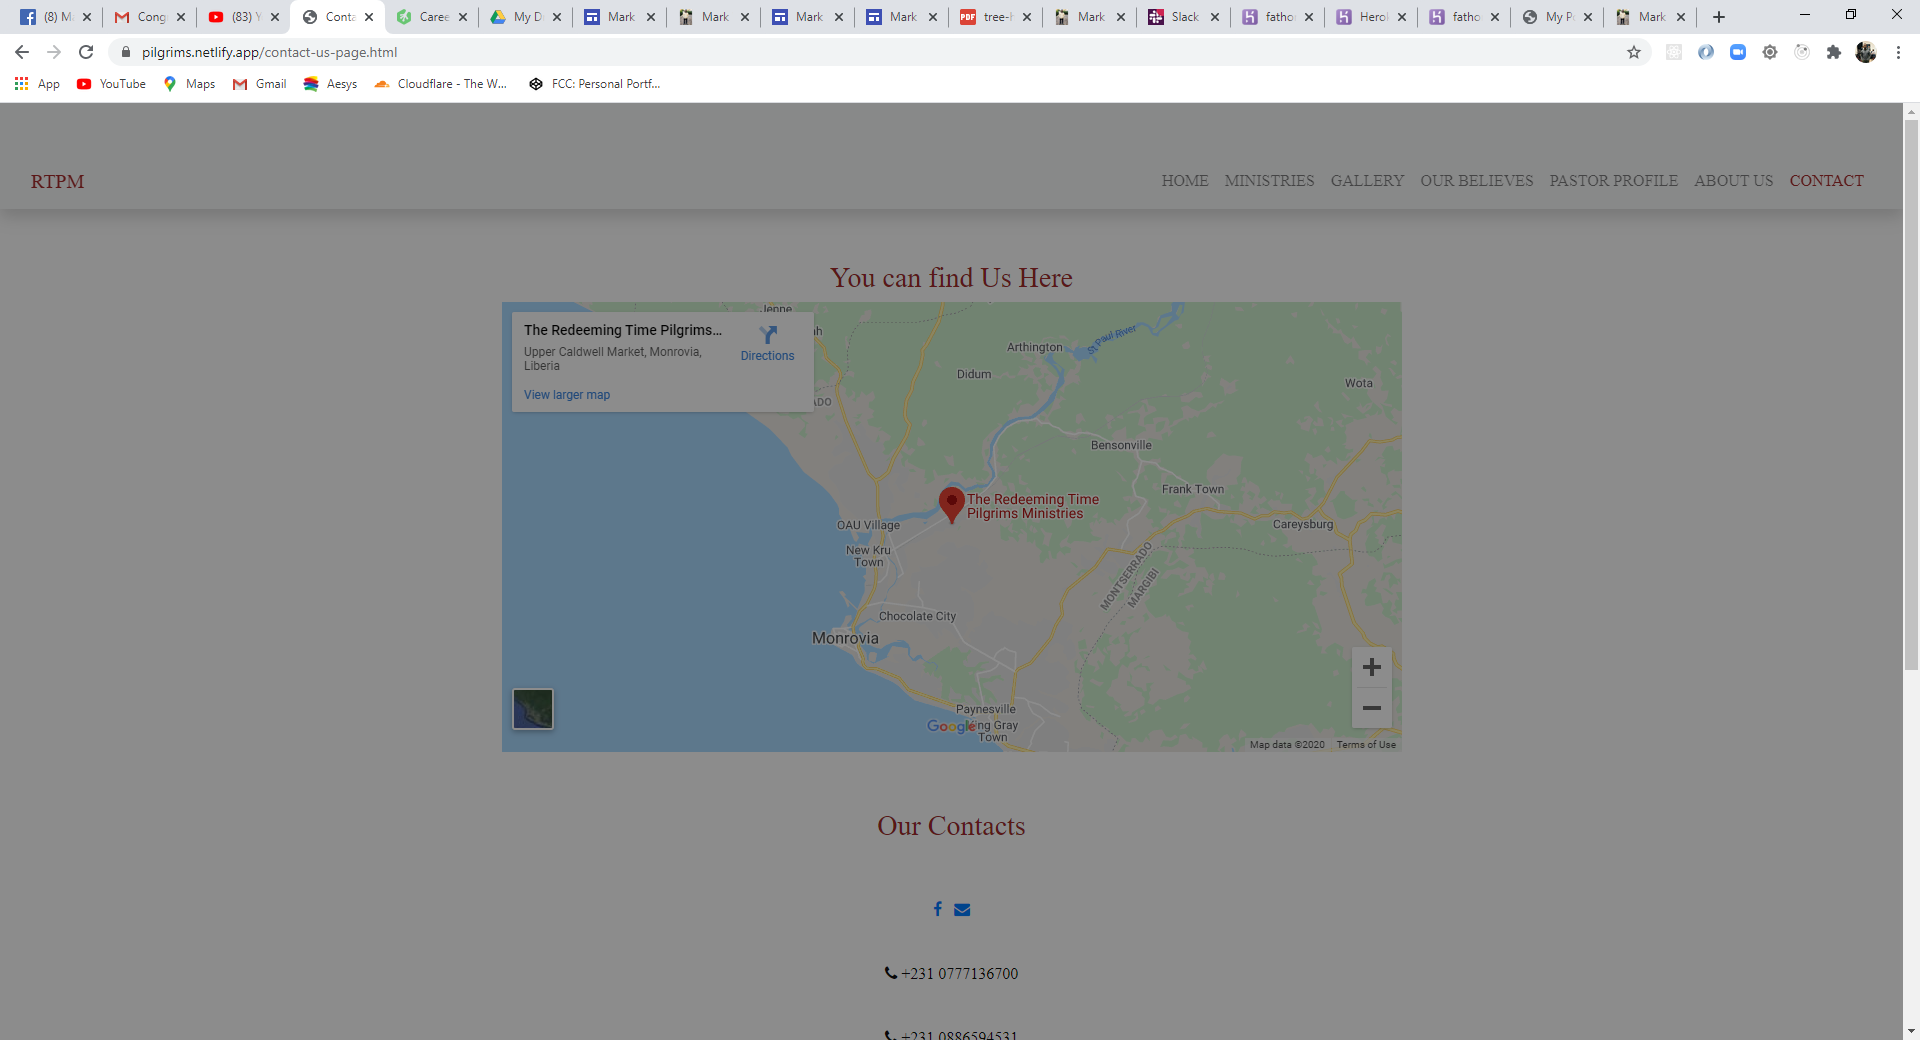 (8) M
Cong
(83) Y
Conta
Caree
My D
Mark
Mark
Mark
Mark
tree-
Mark
Slack
fatho
Hero
fatho
My P
Mark
pilgrims.netlify.app/contact-us-page.html
App
YouTube
Maps
Gmail
Aesys
Cloudflare - The W...
FCC: Personal Portf...
RTPM
HOME MINISTRIES GALLERY OUR BELIEVES PASTOR PROFILE ABOUT US CONTACT
You can find Us Here
The Redeeming Time Pilgrims...
Upper Caldwell Market, Monrovia,
Liberia
Directions
View larger map
Jenne
Arthington
St Paul River
Didum
Wota
Bensonville
Frank Town
The Redeeming Time
Pilgrims Ministries
OAU Village
Careysburg
New Kru
Town
MONTSERRADO
MARGIBI
Chocolate City
Monrovia
Paynesville
Google
ing Gray
Town
Map data ©2020
Terms of Use
Our Contacts
+231 0777136700
+231 0886594531